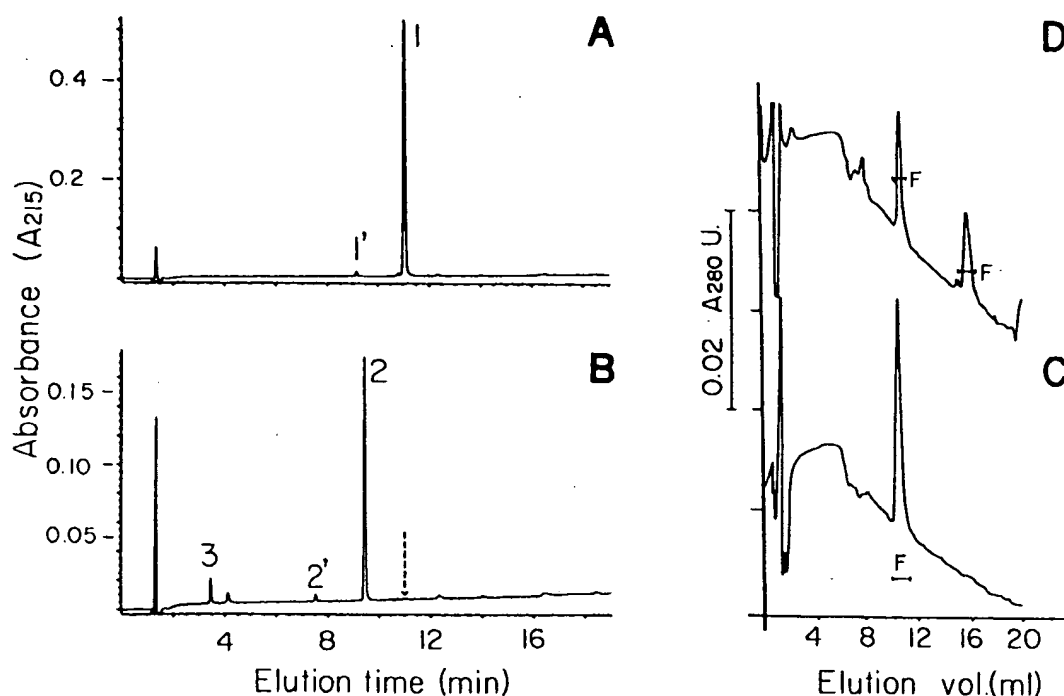 A
0.4
0.2
1
1'
Absorbance (A215)
B
0.15
0.10
0.05
3
2'
2
4 8 12 16
Elution time (min)
D
F
F
0.02 A280 U.
C
F
4 8 12 16 20
Elution vol.(ml)